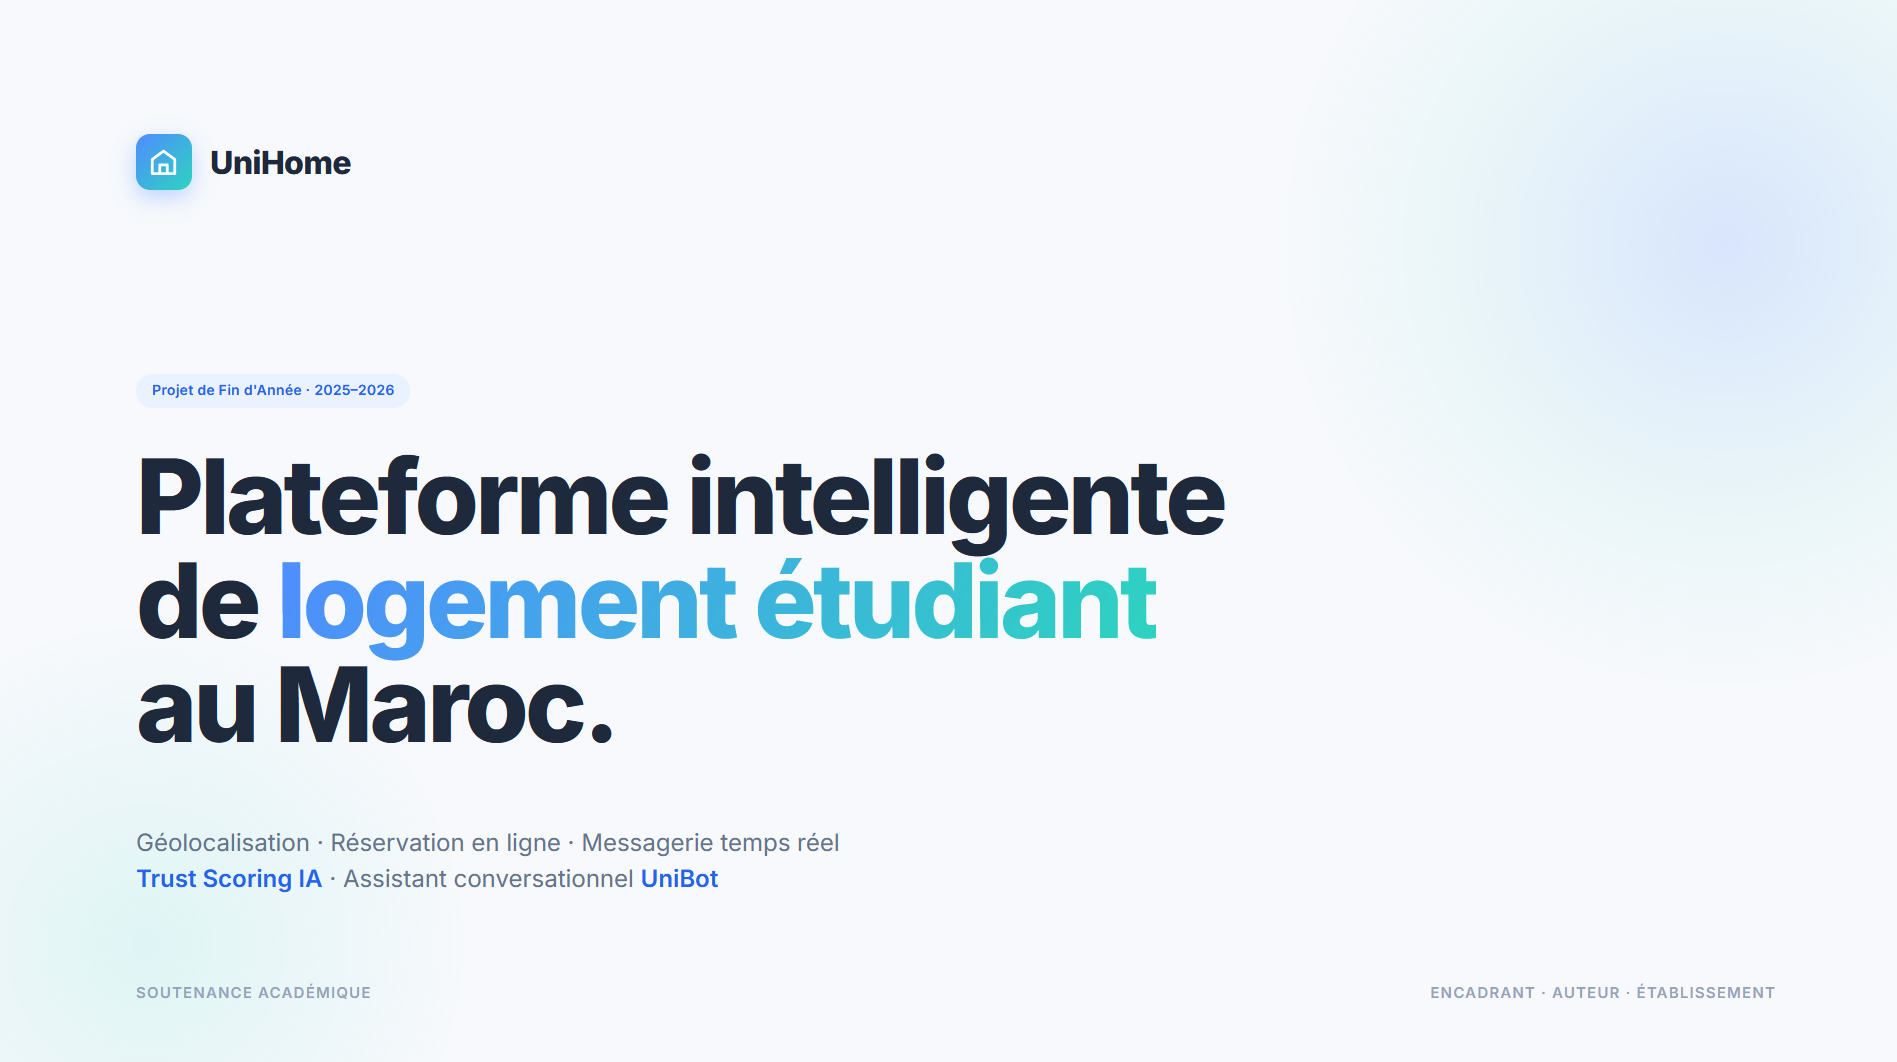 UniHome
Projet de Fin d'Année · 2025–2026
Plateforme intelligente
de logement étudiant
au Maroc.
Géolocalisation · Réservation en ligne · Messagerie temps réel
Trust Scoring IA · Assistant conversationnel UniBot
SOUTENANCE ACADÉMIQUE
ENCADRANT · AUTEUR · ÉTABLISSEMENT